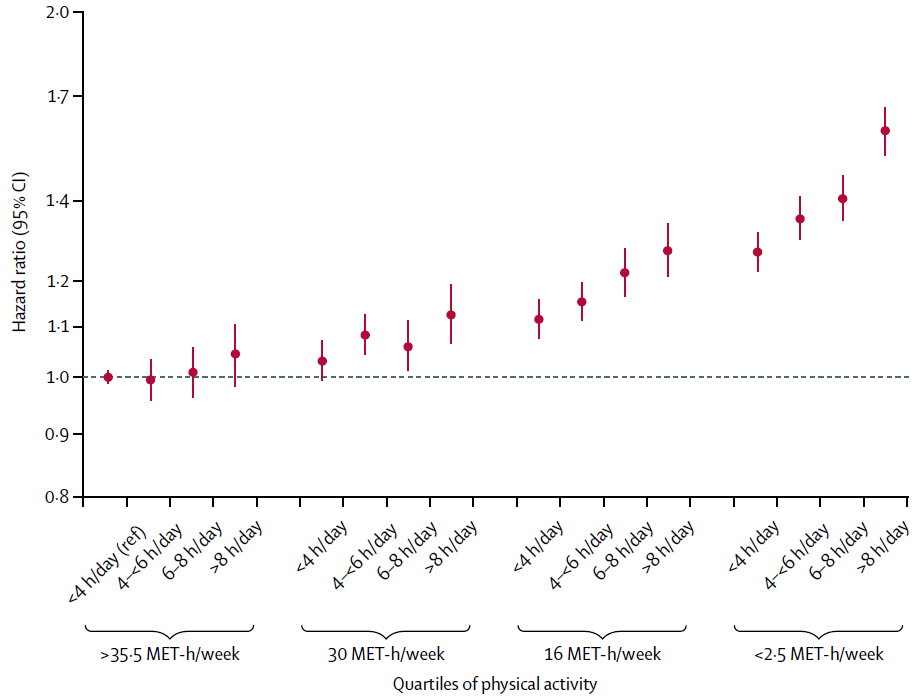 Hazard ratio (95% CI)
2·0
1·7
1·4
1·2
1·1
1·0
0·9
0·8
<4 h/day (ref)
4–<6 h/day
6–8 h/day
>8 h/day
<4 h/day
4–<6 h/day
6–8 h/day
>8 h/day
<4 h/day
4–<6 h/day
6–8 h/day
>8 h/day
<4 h/day
4–<6 h/day
6–8 h/day
>8 h/day
>35·5 MET-h/week
30 MET-h/week
16 MET-h/week
<2·5 MET-h/week
Quartiles of physical activity